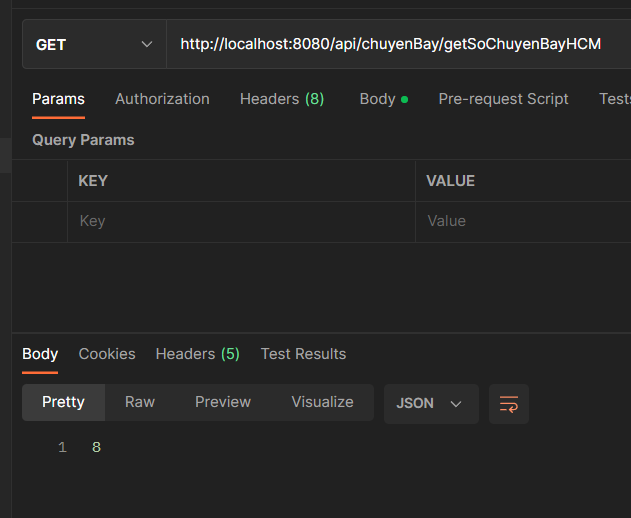 GET http://localhost:8080/api/chuyenBay/getSoChuyenBayHCM
Params Authorization Headers (8) Body Pre-request Script Tests
Query Params
KEY VALUE
Key Value
Body Cookies Headers (5) Test Results
Pretty Raw Preview Visualize JSON
1 8